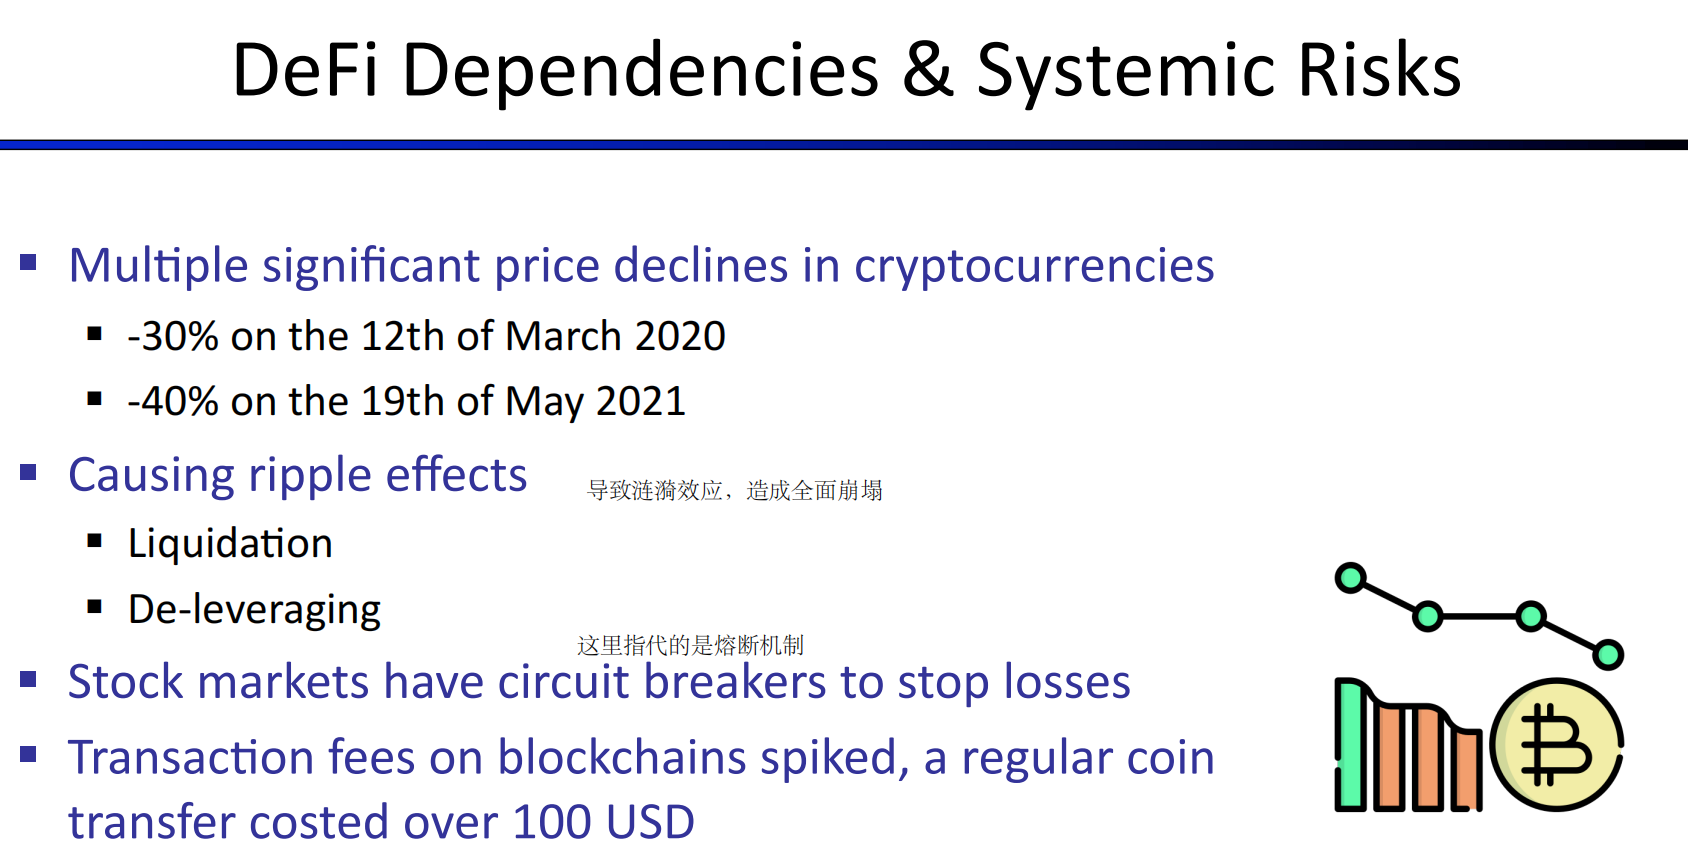 DeFi Dependencies & Systemic Risks
Multiple significant price declines in cryptocurrencies
-30% on the 12th of March 2020
-40% on the 19th of May 2021
Causing ripple effects
导致涟漪效应，造成全面崩塌
Liquidation
De-leveraging
这里指代的是熔断机制
Stock markets have circuit breakers to stop losses
Transaction fees on blockchains spiked, a regular coin
transfer costed over 100 USD